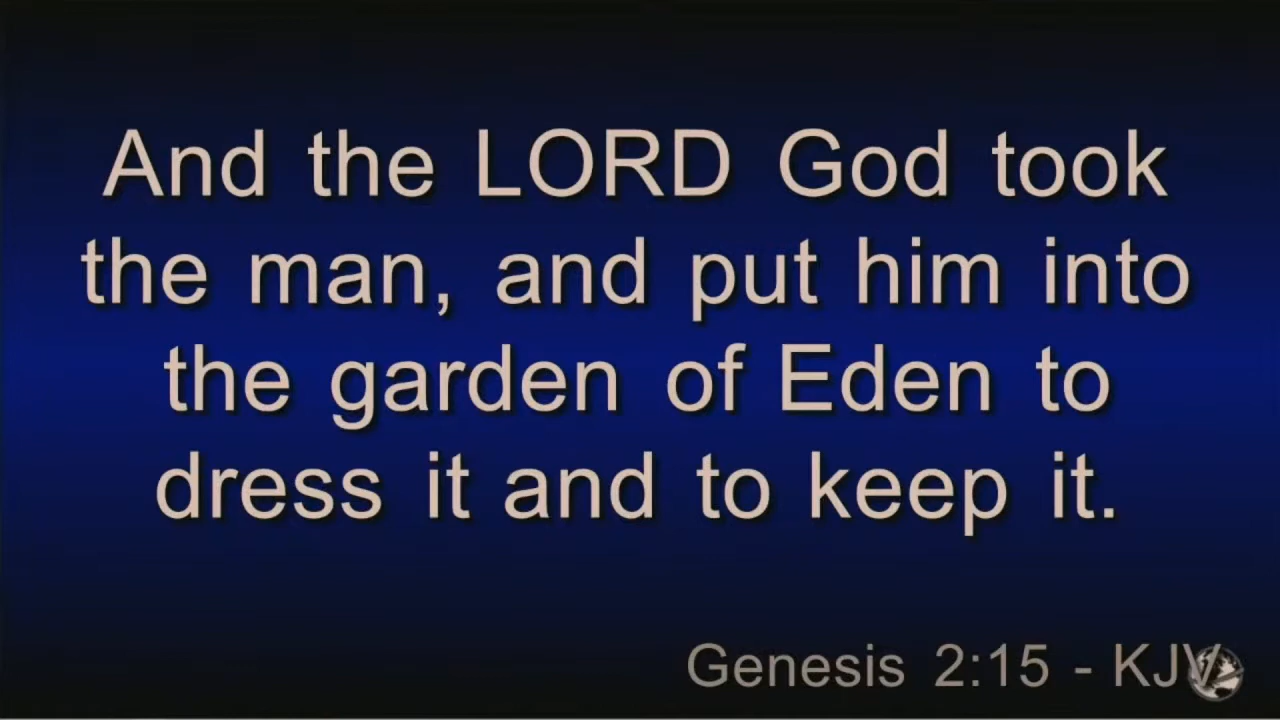 And the LORD God took
the man, and put him into
the garden of Eden to
dress it and to keep it.
Genesis 2:15 - KJV